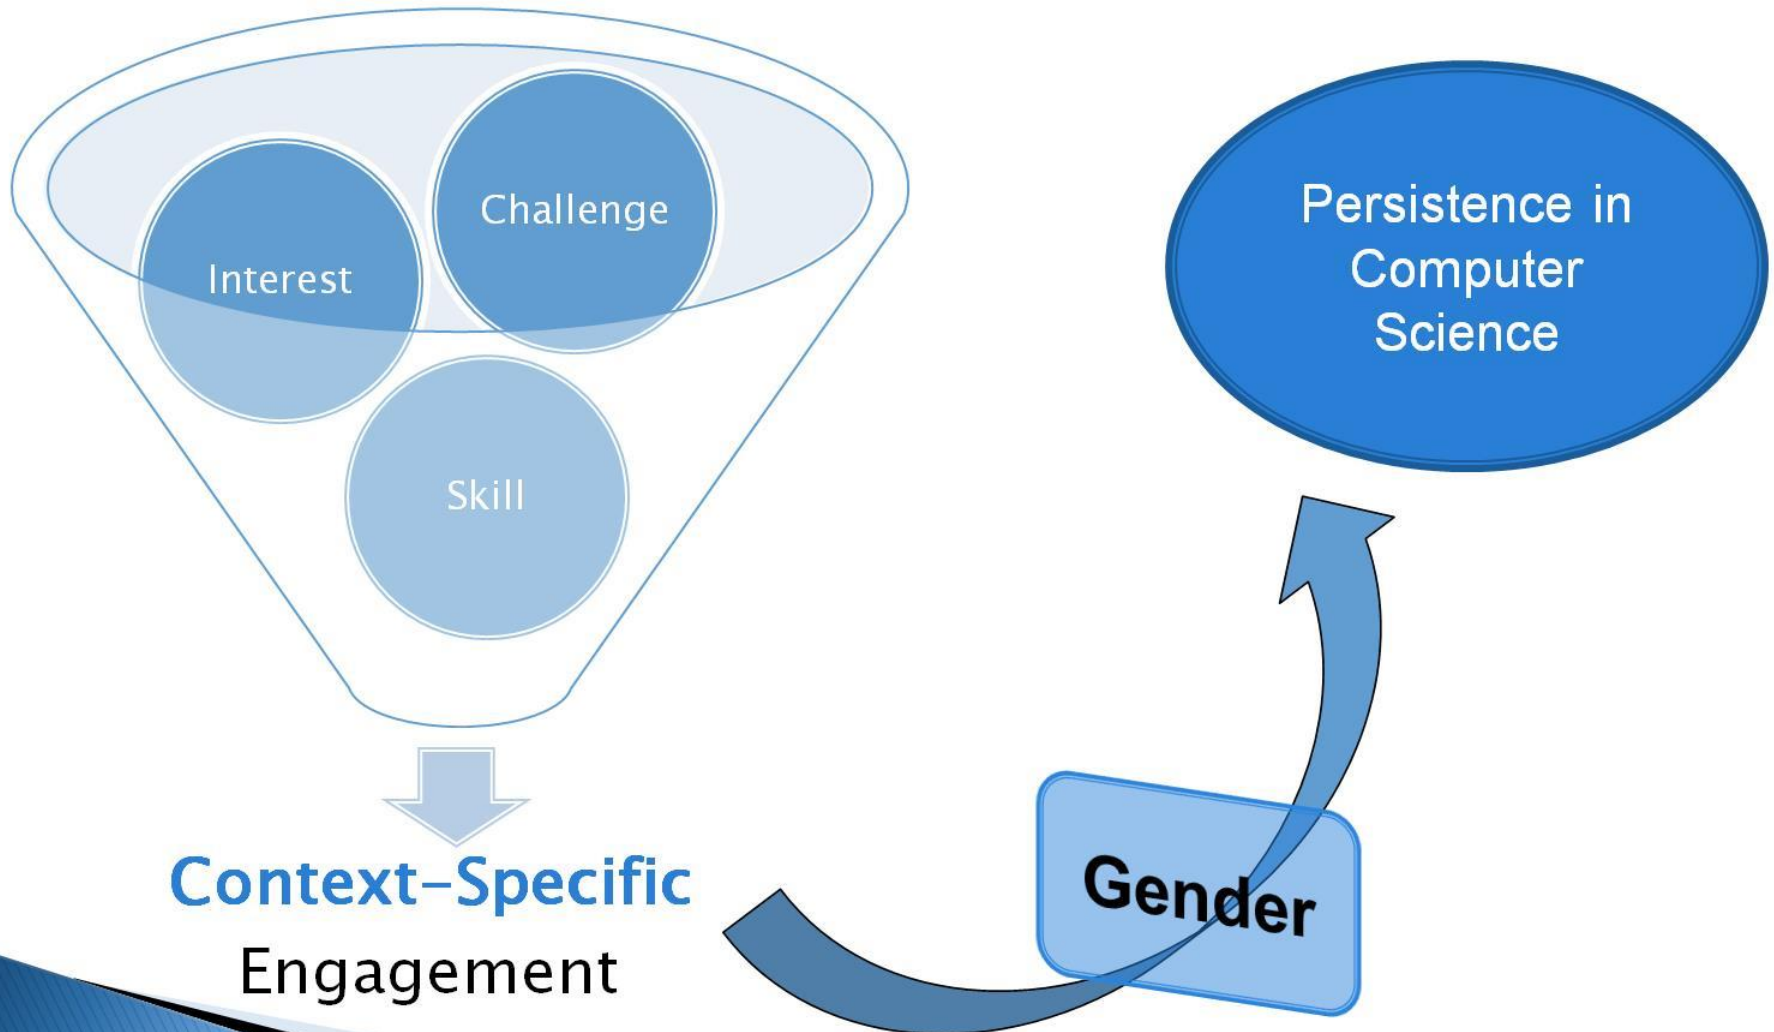 Challenge
Interest
Skill
Context-Specific
Engagement
Gender
Persistence in
Computer
Science